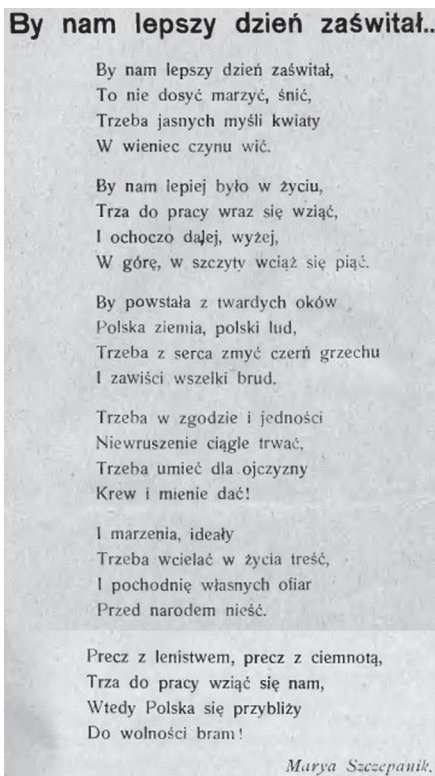 By nam lepszy dzień zaświtał..
By nam lepszy dzień zaświtał,
To nie dosyć marzyć, śnić,
Trzeba jasnych myśli kwiaty
W wieniec czynu wić.
By nam lepiej było w życiu,
Trza do pracy wraz się wziąć,
I ochoczo dalej, wyżej,
W górę, w szczyty wciąż się piąć.
By powstała z twardych oków
Polska ziemia, polski lud,
Trzeba z serca zmyć czerń grzechu
I zawiści wszelki brud.
Trzeba w zgodzie i jedności
Niewruszenie ciągle trwać,
Trzeba umieć dla ojczyzny
Krew i mienie dać!
I marzenia, ideały
Trzeba wcielać w życia treść,
I pochodnię własnych ofiar
Przed narodem nieść.
Precz z lenistwem, precz z ciemnotą,
Trza do pracy wziąć się nam,
Wtedy Polska się przybliży
Do wolności bram!
Marya Szczepanik.